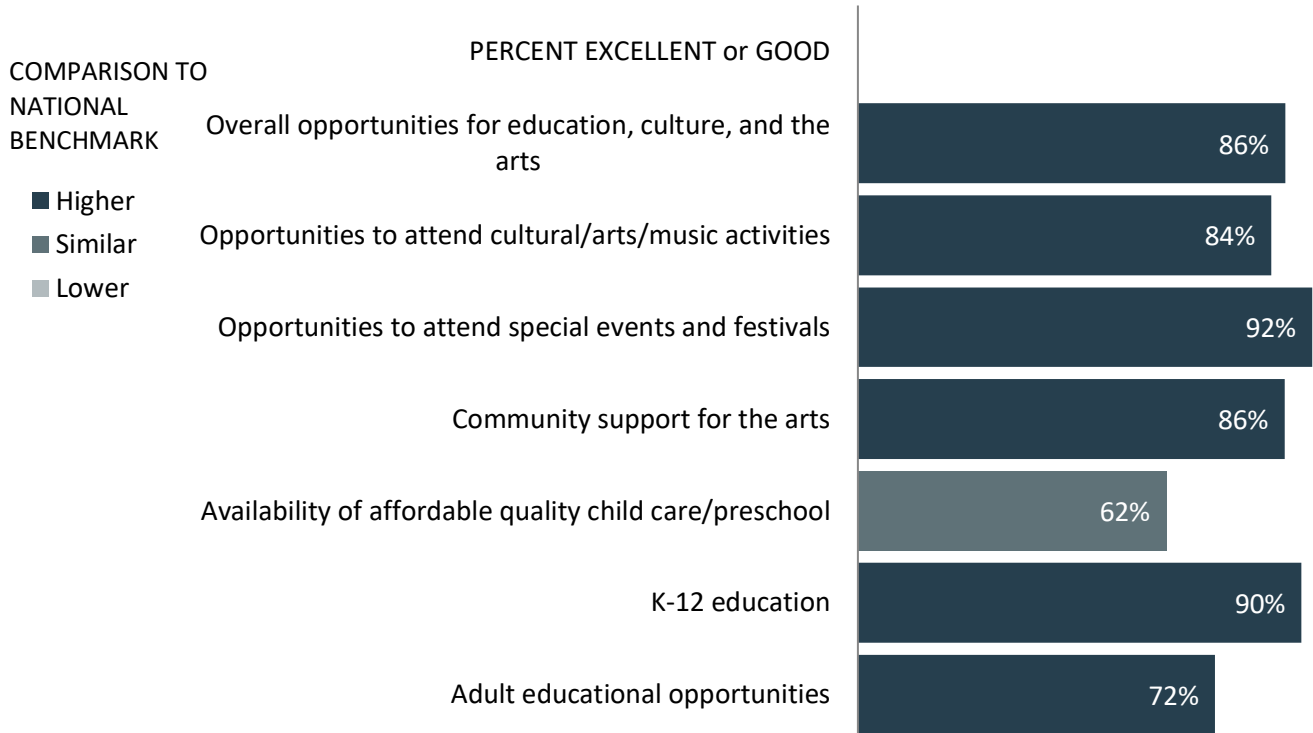 PERCENT EXCELLENT or GOOD
COMPARISON TO
NATIONAL
BENCHMARK
Higher
Similar
Lower
Overall opportunities for education, culture, and the
arts
86%
Opportunities to attend cultural/arts/music activities
84%
Opportunities to attend special events and festivals
92%
Community support for the arts
86%
Availability of affordable quality child care/preschool
62%
K-12 education
90%
Adult educational opportunities
72%